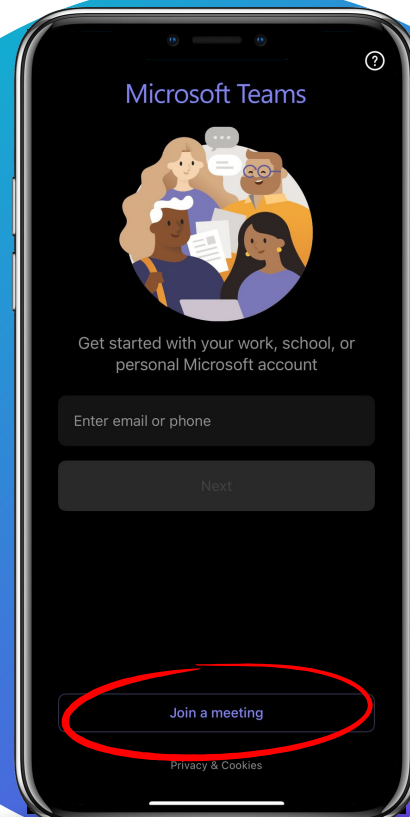 Microsoft Teams
Get started with your work, school, or
personal Microsoft account
Enter email or phone
Next
Join a meeting
Privacy & Cookies